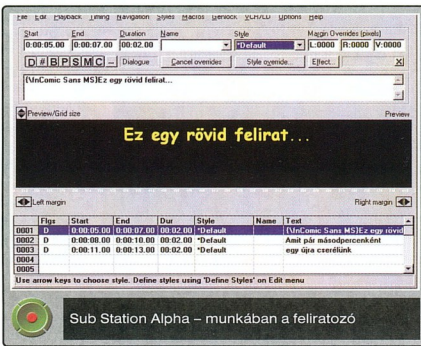 File Edit Playback Timing Navigation Styles Macros Genlock VCR/CD Options Help
Start End Duration Name Style Margin Overrides (pixels)
0:00:05.00 0:00:07.00 00:02.00 *Default L:0000 R:0000 V:0000
D # B P S M C – Dialogue Cancel overrides Style override... Effect... X
{\fnComic Sans MS}Ez egy rövid felirat...
Preview/Grid size Preview
Ez egy rövid felirat...
Left margin Right margin
Flgs Start End Dur Style Name Text
0001 D 0:00:05.00 0:00:07.00 00:02.00 *Default {\fnComic Sans MS}Ez egy rövid
0002 D 0:00:08.00 0:00:10.00 00:02.00 *Default Amit pár másodpercenként
0003 D 0:00:11.00 0:00:13.00 00:02.00 *Default egy újra cserélünk
0004
0005
Use arrow keys to choose style. Define styles using 'Define Styles' on Edit menu
Sub Station Alpha – munkában a feliratozó